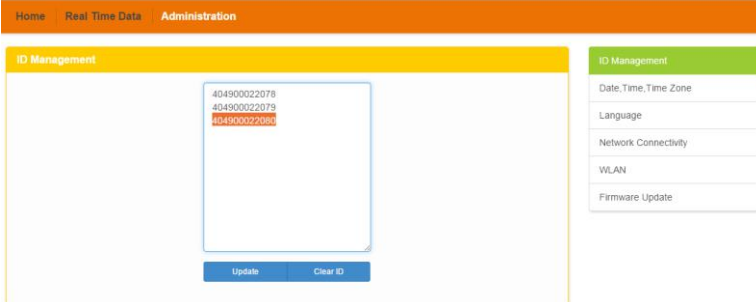 Home Real Time Data Administration
ID Management
404900022078
404900022079
404900022080
Update Clear ID
ID Management
Date,Time,Time Zone
Language
Network Connectivity
WLAN
Firmware Update